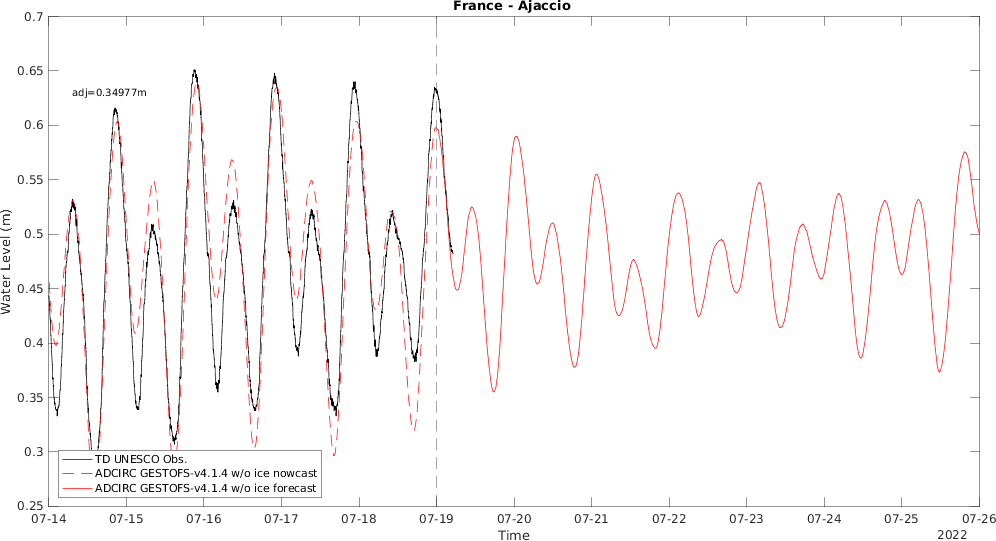 France - Ajaccio
0.7
0.65
0.6
0.55
0.5
0.45
0.4
0.35
0.3
0.25
Water Level (m)
adj=0.34977m
TD UNESCO Obs.
ADCIRC GESTOFS-v4.1.4 w/o ice nowcast
ADCIRC GESTOFS-v4.1.4 w/o ice forecast
07-14 07-15 07-16 07-17 07-18 07-19 07-20 07-21 07-22 07-23 07-24 07-25 07-26
Time
2022